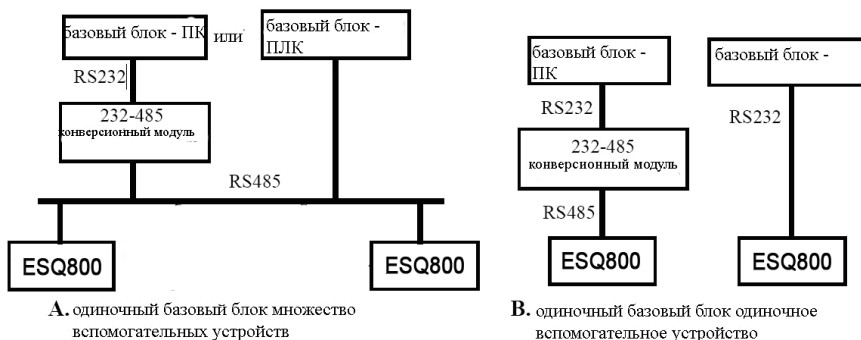 базовый блок - ПК или
базовый блок -
ПЛК
RS232
232-485
конверсионный модуль
RS485
ESQ800
ESQ800
А. одиночный базовый блок множество
вспомогательных устройств
базовый блок -
ПК
базовый блок -
RS232
RS232
232-485
конверсионный модуль
RS485
ESQ800
ESQ800
В. одиночный базовый блок одиночное
вспомогательное устройство